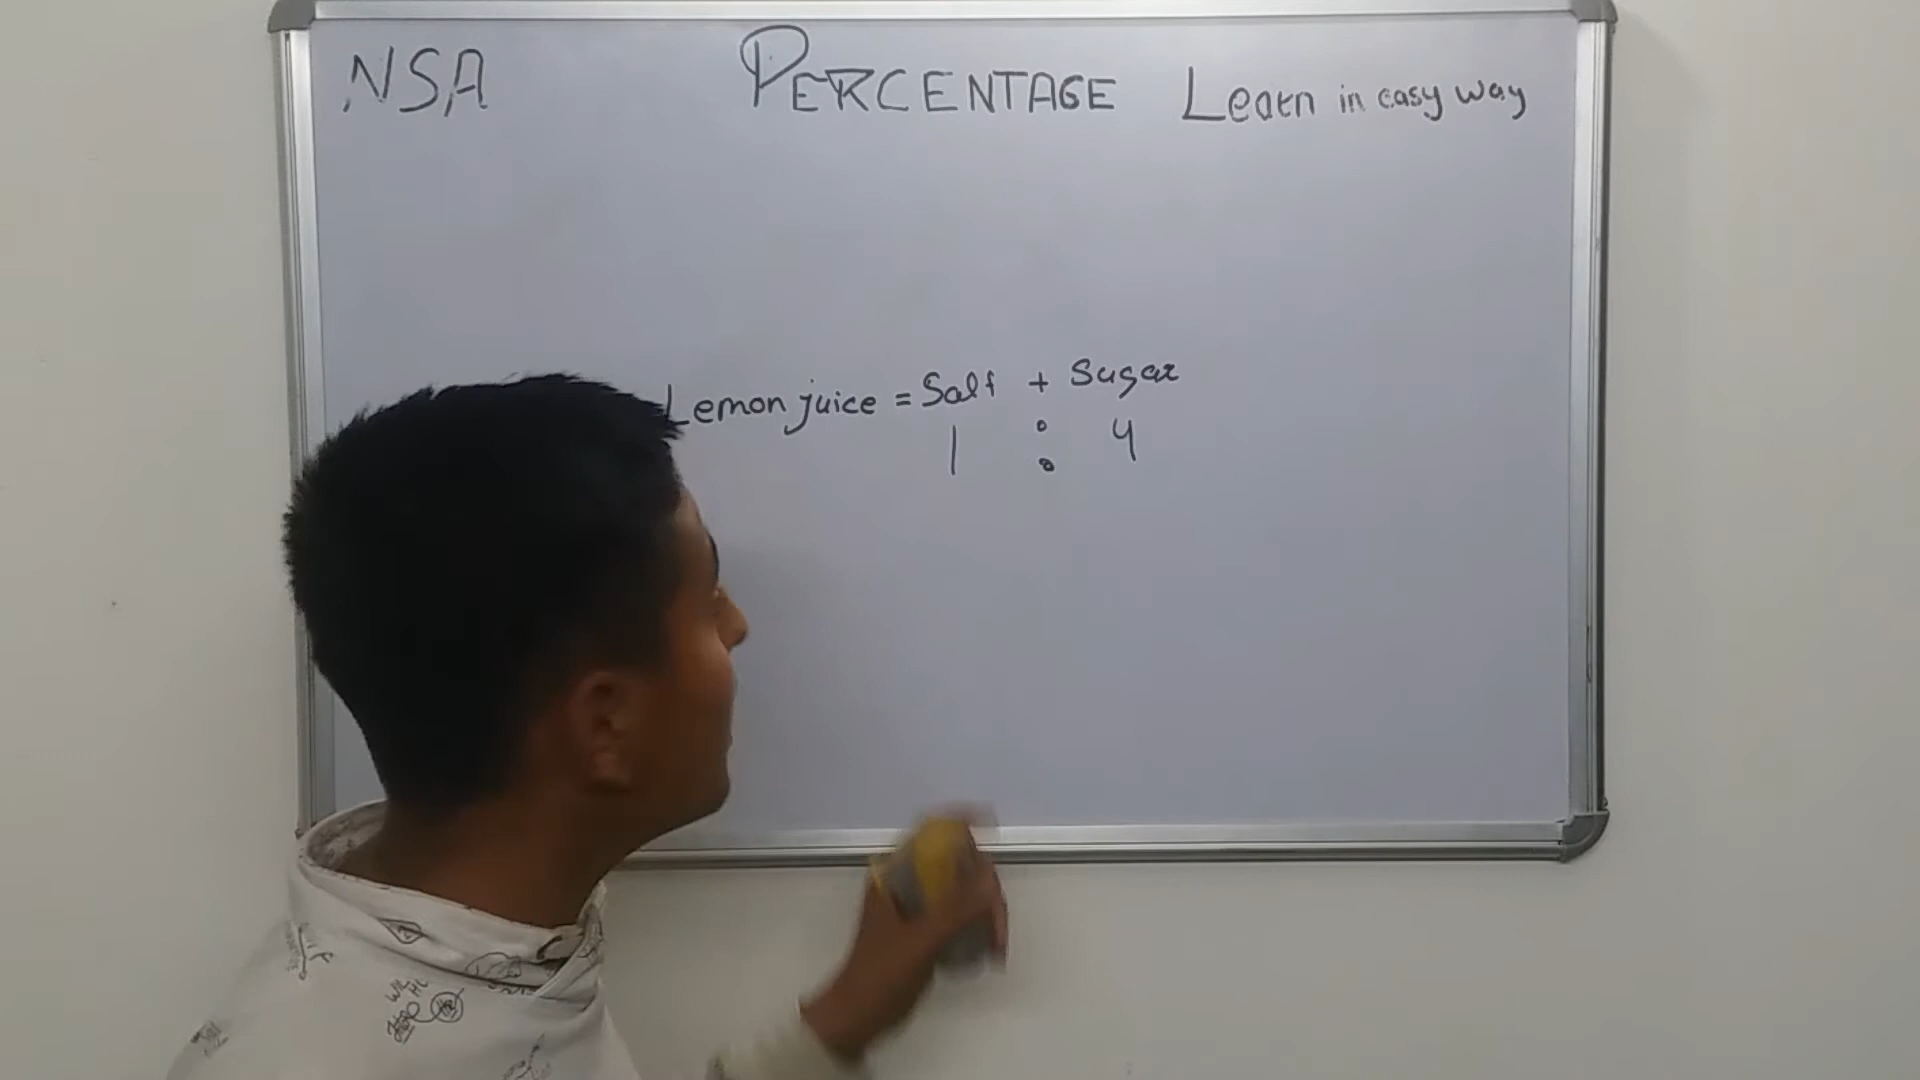 NSA PERCENTAGE Learn in easy way
Lemon juice = Salt + Sugar
1 : 4